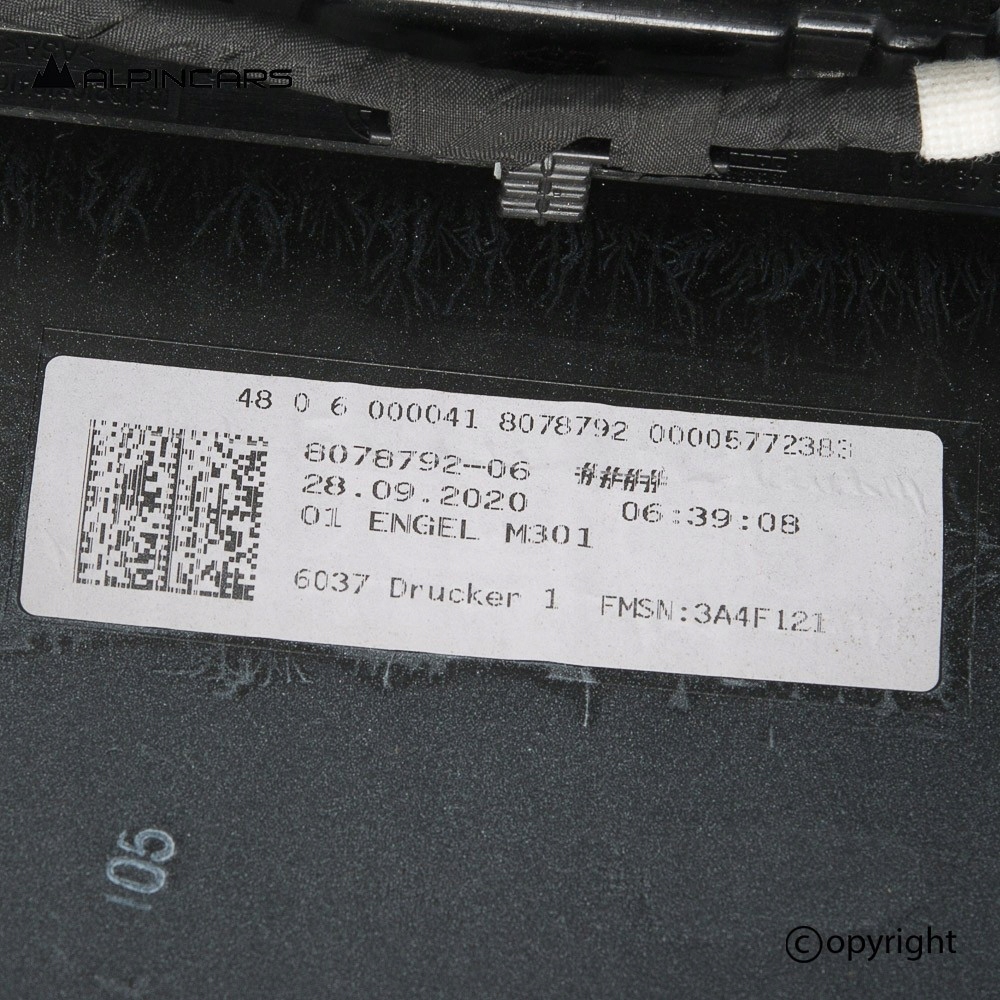 ALPINCARS
48 0 6 000041 8078792 00005772383
8078792-06 ####
28.09.2020 06:39:08
01 ENGEL M301
6037 Drucker 1 FMSN:3A4F121
105
©opyright